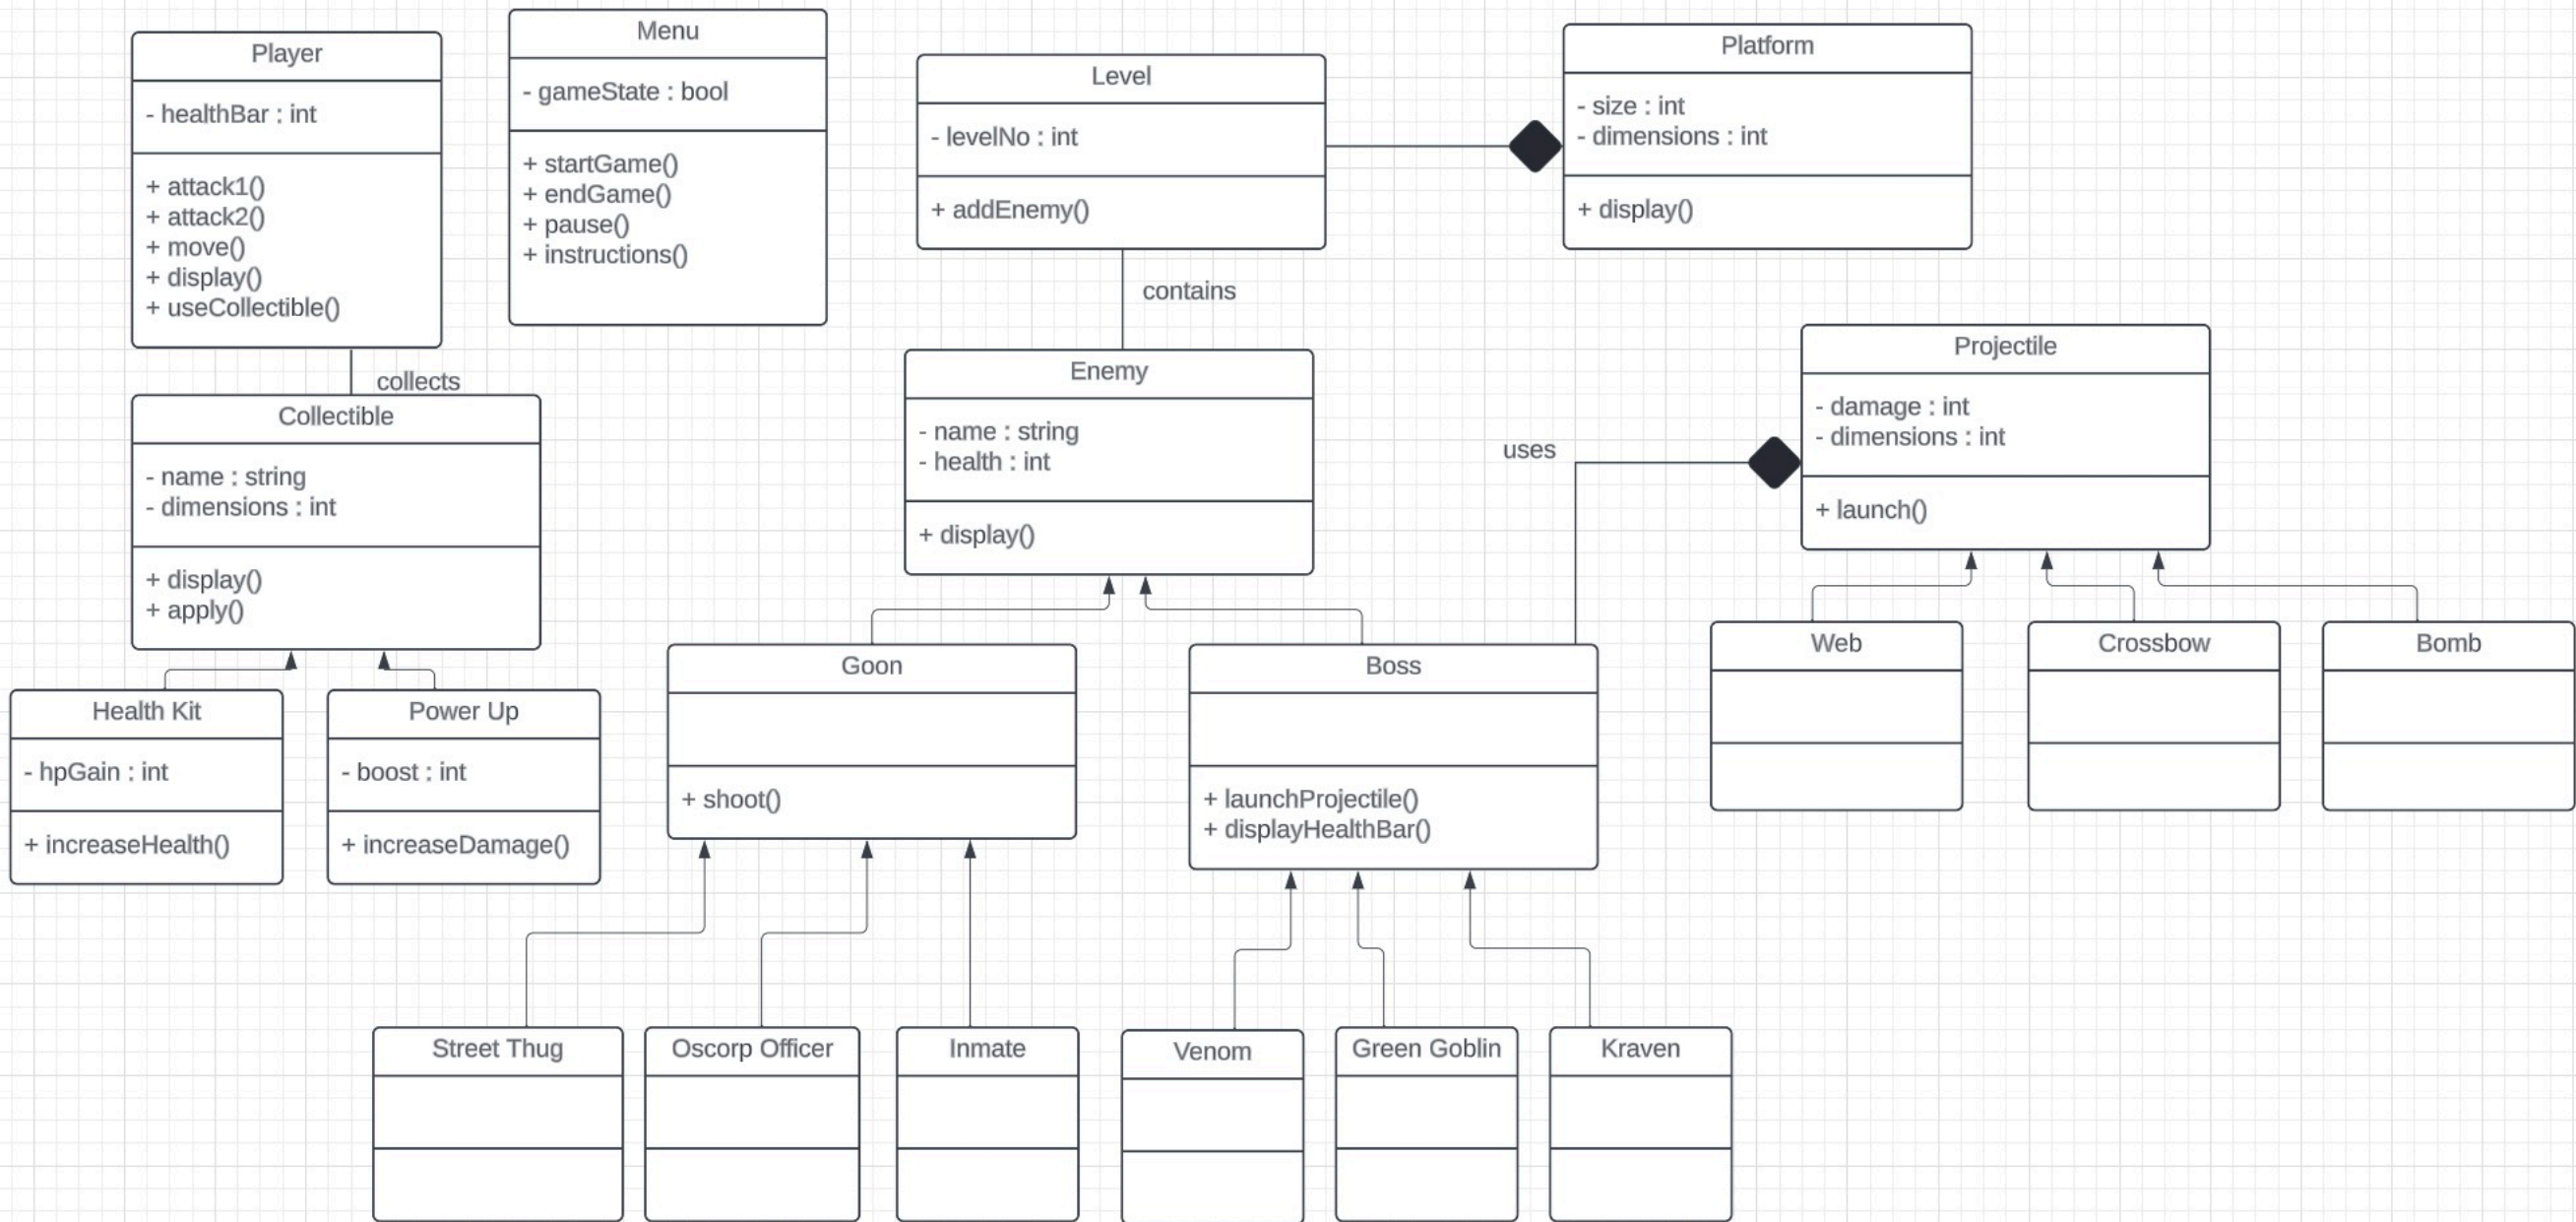 Player
- healthBar : int
+ attack1()
+ attack2()
+ move()
+ display()
+ useCollectible()
Menu
- gameState : bool
+ startGame()
+ endGame()
+ pause()
+ instructions()
Level
- levelNo : int
+ addEnemy()
Platform
- size : int
- dimensions : int
+ display()
contains
collects
Collectible
- name : string
- dimensions : int
+ display()
+ apply()
Enemy
- name : string
- health : int
+ display()
uses
Projectile
- damage : int
- dimensions : int
+ launch()
Health Kit
- hpGain : int
+ increaseHealth()
Power Up
- boost : int
+ increaseDamage()
Goon
+ shoot()
Boss
+ launchProjectile()
+ displayHealthBar()
Web
Crossbow
Bomb
Street Thug
Oscorp Officer
Inmate
Venom
Green Goblin
Kraven